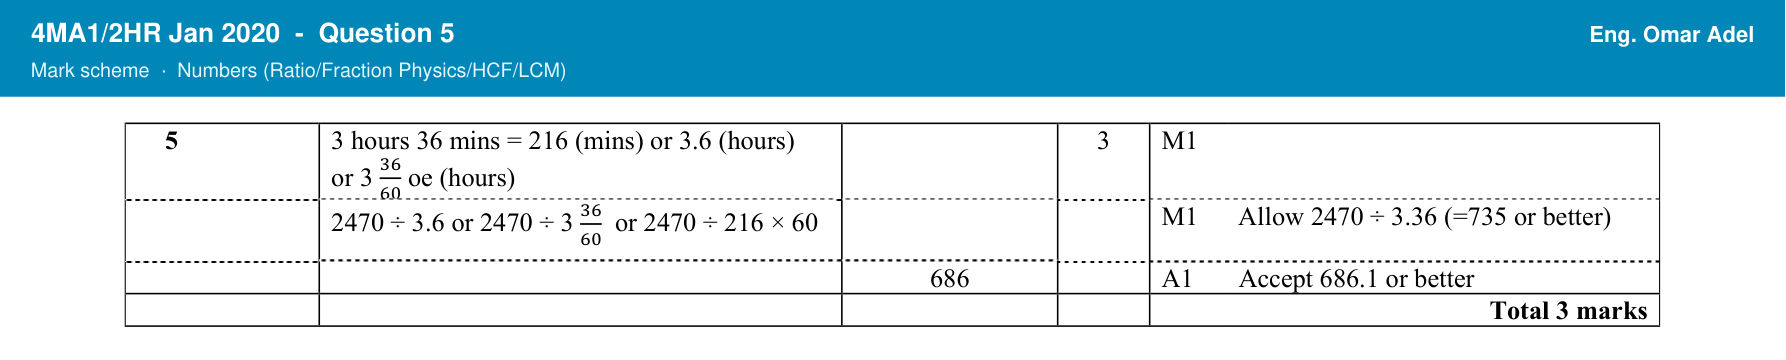 4MA1/2HR Jan 2020 - Question 5
Eng. Omar Adel
Mark scheme · Numbers (Ratio/Fraction Physics/HCF/LCM)
5 3 hours 36 mins = 216 (mins) or 3.6 (hours) 3 M1
or 3 36/60 oe (hours)
2470 ÷ 3.6 or 2470 ÷ 3 36/60 or 2470 ÷ 216 × 60 M1 Allow 2470 ÷ 3.36 (=735 or better)
686 A1 Accept 686.1 or better
Total 3 marks